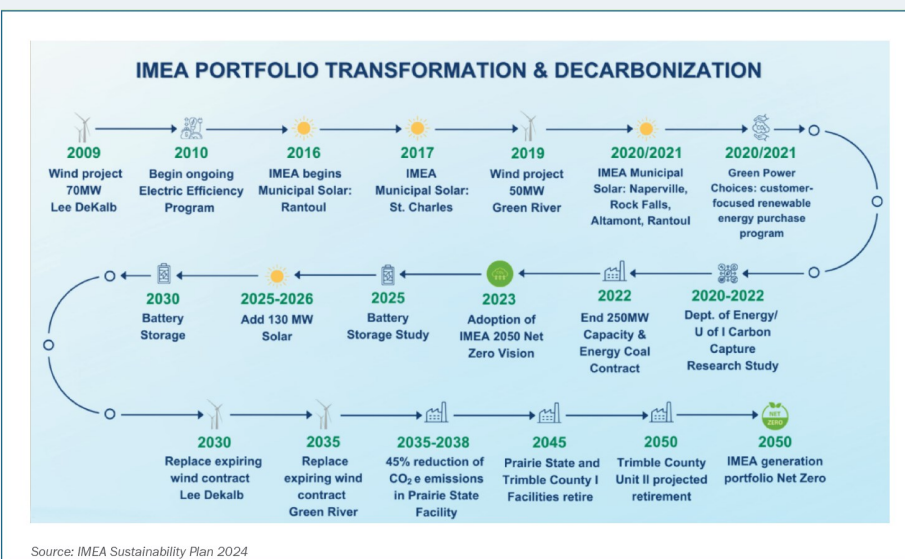 IMEA PORTFOLIO TRANSFORMATION & DECARBONIZATION
2009
Wind project
70MW
Lee DeKalb
2010
Begin ongoing
Electric Efficiency
Program
2016
IMEA begins
Municipal Solar:
Rantoul
2017
IMEA
Municipal Solar:
St. Charles
2019
Wind project
50MW
Green River
2020/2021
IMEA Municipal
Solar: Naperville,
Rock Falls,
Altamont, Rantoul
2020/2021
Green Power
Choices: customer-
focused renewable
energy purchase
program
2020-2022
Dept. of Energy/
U of I Carbon
Capture
Research Study
2022
End 250MW
Capacity &
Energy Coal
Contract
2023
Adoption of
IMEA 2050 Net
Zero Vision
2025
Battery
Storage Study
2025-2026
Add 130 MW
Solar
2030
Battery
Storage
2030
Replace expiring
wind contract
Lee Dekalb
2035
Replace
expiring wind
contract
Green River
2035-2038
45% reduction of
CO₂ e emissions
in Prairie State
Facility
2045
Prairie State and
Trimble County I
Facilities retire
2050
Trimble County
Unit II projected
retirement
NET
ZERO
2050
IMEA generation
portfolio Net Zero
Source: IMEA Sustainability Plan 2024